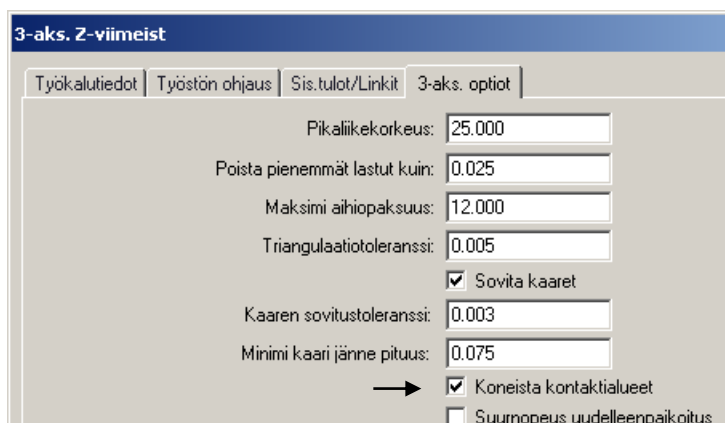 3-aks. Z-viimeist
Työkalutiedot Työstön ohjaus Sis.tulot/Linkit 3-aks. optiot
Pikaliikekorkeus: 25.000
Poista pienemmät lastut kuin: 0.025
Maksimi aihiopaksuus: 12.000
Triangulaatiotoleranssi: 0.005
Sovita kaaret
Kaaren sovitustoleranssi: 0.003
Minimi kaari jänne pituus: 0.075
Koneista kontaktialueet
Suurnopeus uudelleenpaikoitus